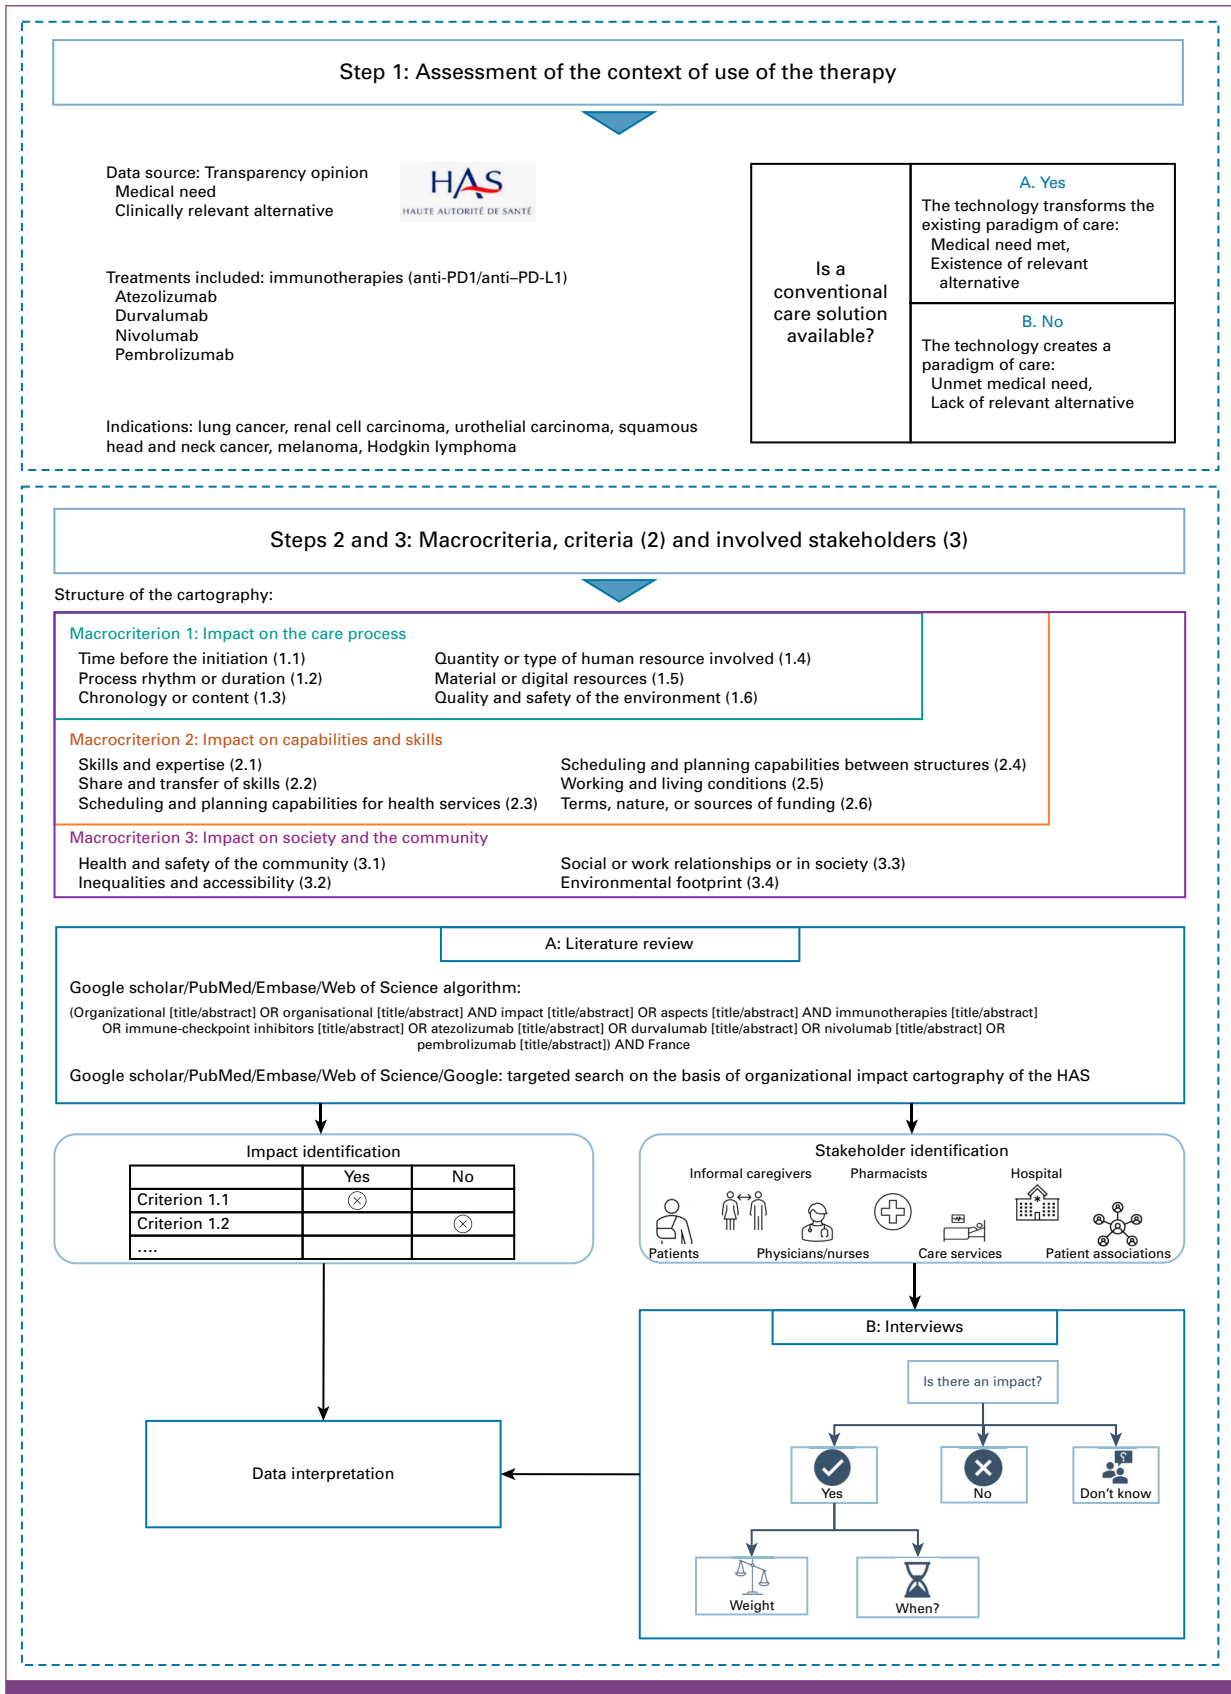 Step 1: Assessment of the context of use of the therapy
Data source: Transparency opinion
Medical need
Clinically relevant alternative
HAS
HAUTE AUTORITÉ DE SANTÉ
Treatments included: immunotherapies (anti-PD1/anti–PD-L1)
Atezolizumab
Durvalumab
Nivolumab
Pembrolizumab
Indications: lung cancer, renal cell carcinoma, urothelial carcinoma, squamous
head and neck cancer, melanoma, Hodgkin lymphoma
Is a
conventional
care solution
available?
A. Yes
The technology transforms the
existing paradigm of care:
Medical need met,
Existence of relevant
alternative
B. No
The technology creates a
paradigm of care:
Unmet medical need,
Lack of relevant alternative
Steps 2 and 3: Macrocriteria, criteria (2) and involved stakeholders (3)
Structure of the cartography:
Macrocriterion 1: Impact on the care process
Time before the initiation (1.1)
Process rhythm or duration (1.2)
Chronology or content (1.3)
Quantity or type of human resource involved (1.4)
Material or digital resources (1.5)
Quality and safety of the environment (1.6)
Macrocriterion 2: Impact on capabilities and skills
Skills and expertise (2.1)
Share and transfer of skills (2.2)
Scheduling and planning capabilities for health services (2.3)
Scheduling and planning capabilities between structures (2.4)
Working and living conditions (2.5)
Terms, nature, or sources of funding (2.6)
Macrocriterion 3: Impact on society and the community
Health and safety of the community (3.1)
Inequalities and accessibility (3.2)
Social or work relationships or in society (3.3)
Environmental footprint (3.4)
A: Literature review
Google scholar/PubMed/Embase/Web of Science algorithm:
(Organizational [title/abstract] OR organisational [title/abstract] AND impact [title/abstract] OR aspects [title/abstract] AND immunotherapies [title/abstract]
OR immune-checkpoint inhibitors [title/abstract] OR atezolizumab [title/abstract] OR durvalumab [title/abstract] OR nivolumab [title/abstract] OR
pembrolizumab [title/abstract]) AND France
Google scholar/PubMed/Embase/Web of Science/Google: targeted search on the basis of organizational impact cartography of the HAS
Impact identification
Yes No
Criterion 1.1
Criterion 1.2
....
Stakeholder identification
Informal caregivers
Pharmacists
Hospital
Patients
Physicians/nurses
Care services
Patient associations
B: Interviews
Is there an impact?
Yes
No
?
Don't know
Weight
When?
Data interpretation